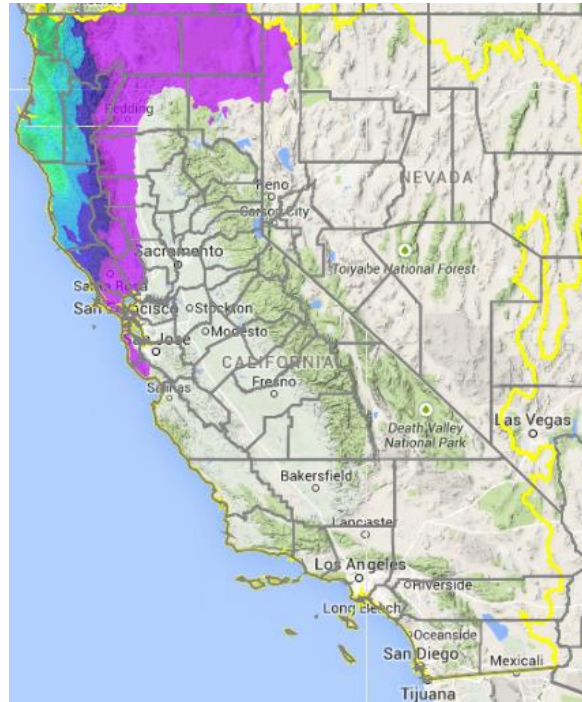 Redding
NEVADA
Reno
Carson City
Toiyabe National Forest
Sacramento
Santa Rosa
San Francisco
Stockton
Modesto
San Jose
CALIFORNIA
Salinas
Fresno
Death Valley
National Park
Las Vegas
Bakersfield
Lancaster
Los Angeles
Riverside
Long Beach
Oceanside
San Diego
Mexicali
Tijuana